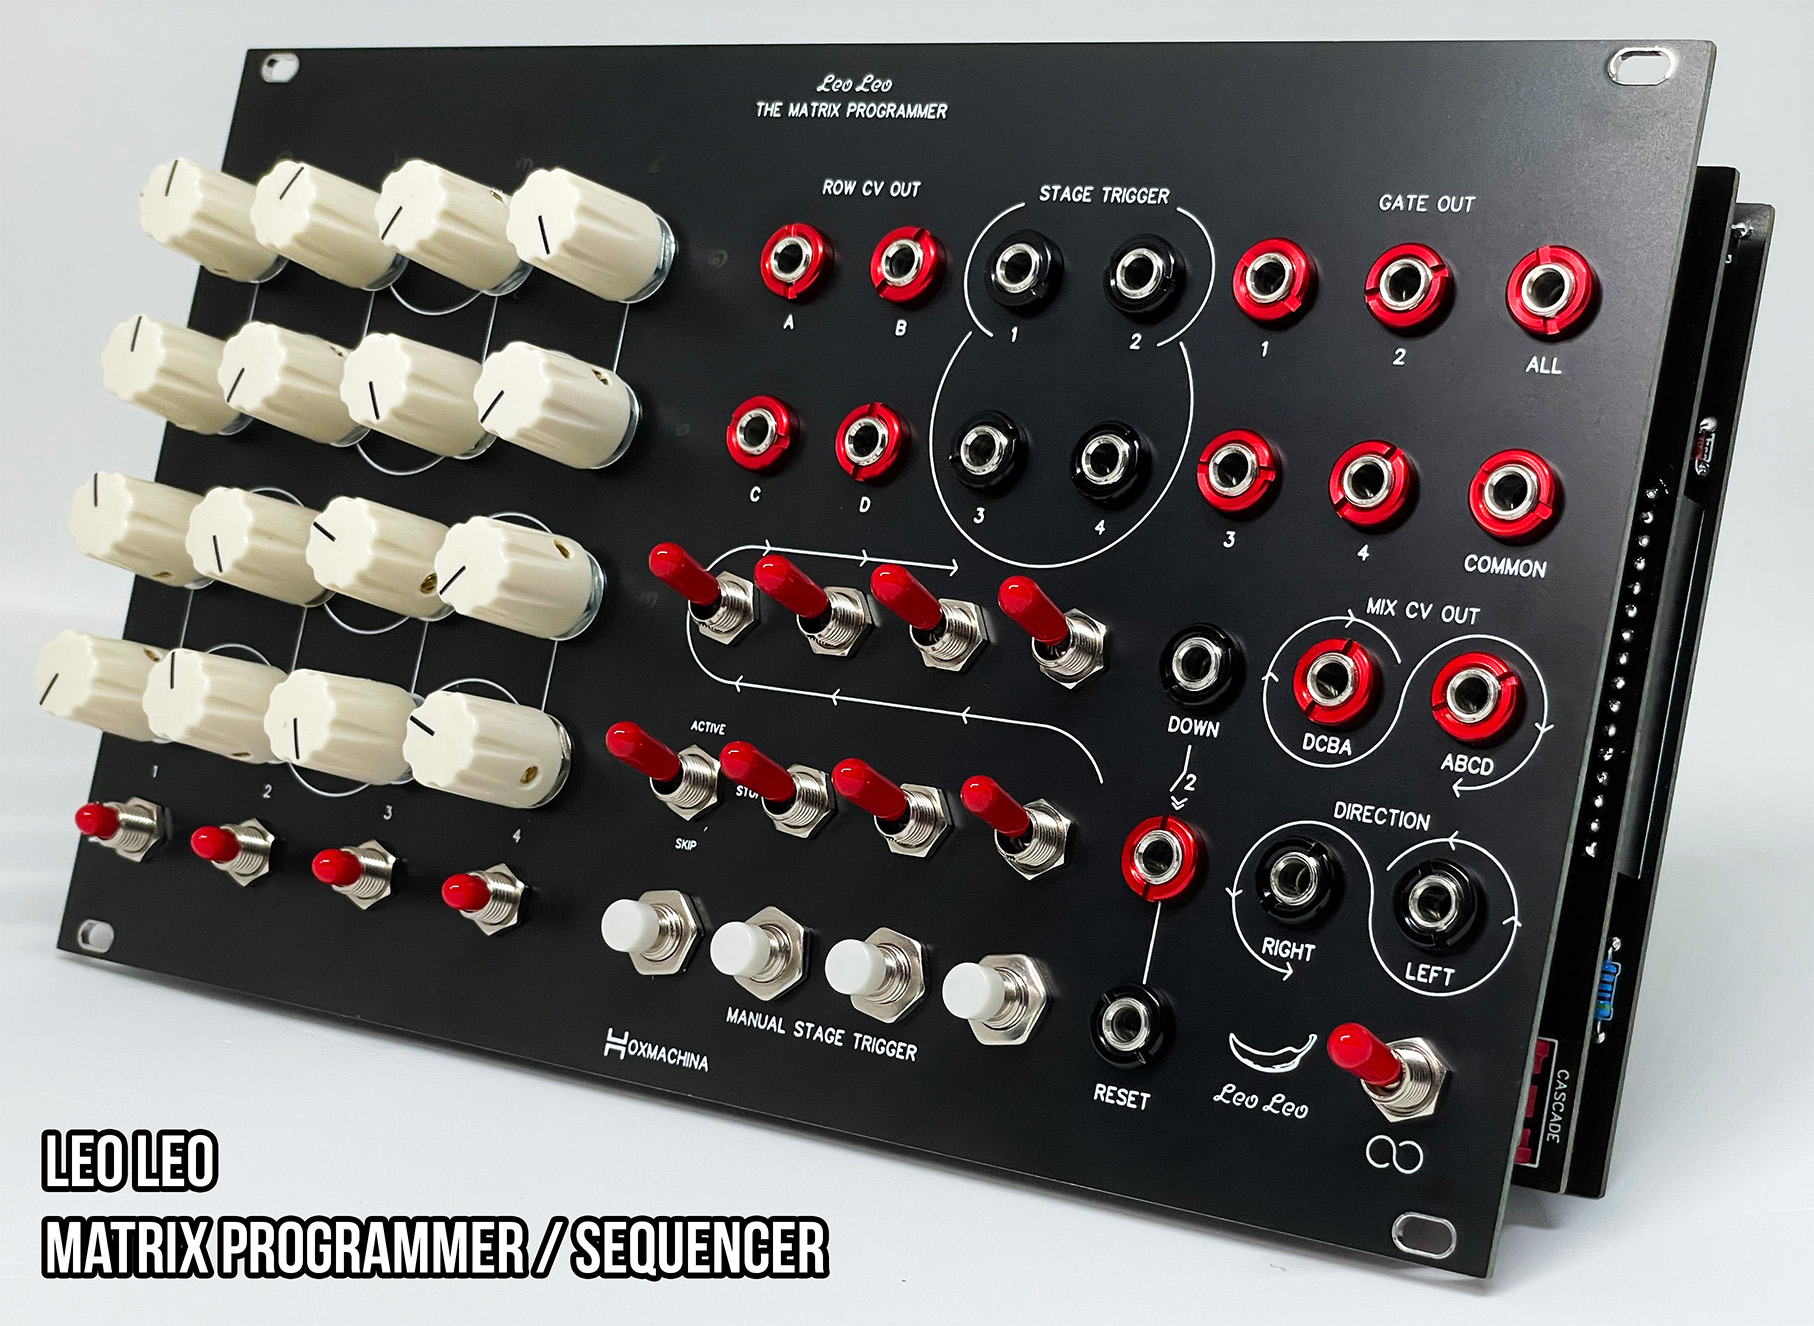 Leo Leo
THE MATRIX PROGRAMMER
ROW CV OUT
STAGE TRIGGER
GATE OUT
A
B
1
2
1
2
ALL
C
D
3
4
3
4
COMMON
MIX CV OUT
DOWN
DCBA
ABCD
/2
ACTIVE
SKIP
1
2
3
4
DIRECTION
RIGHT
LEFT
MANUAL STAGE TRIGGER
HOXMACHINA
RESET
Leo Leo
CASCADE
∞
LEO LEO
MATRIX PROGRAMMER / SEQUENCER